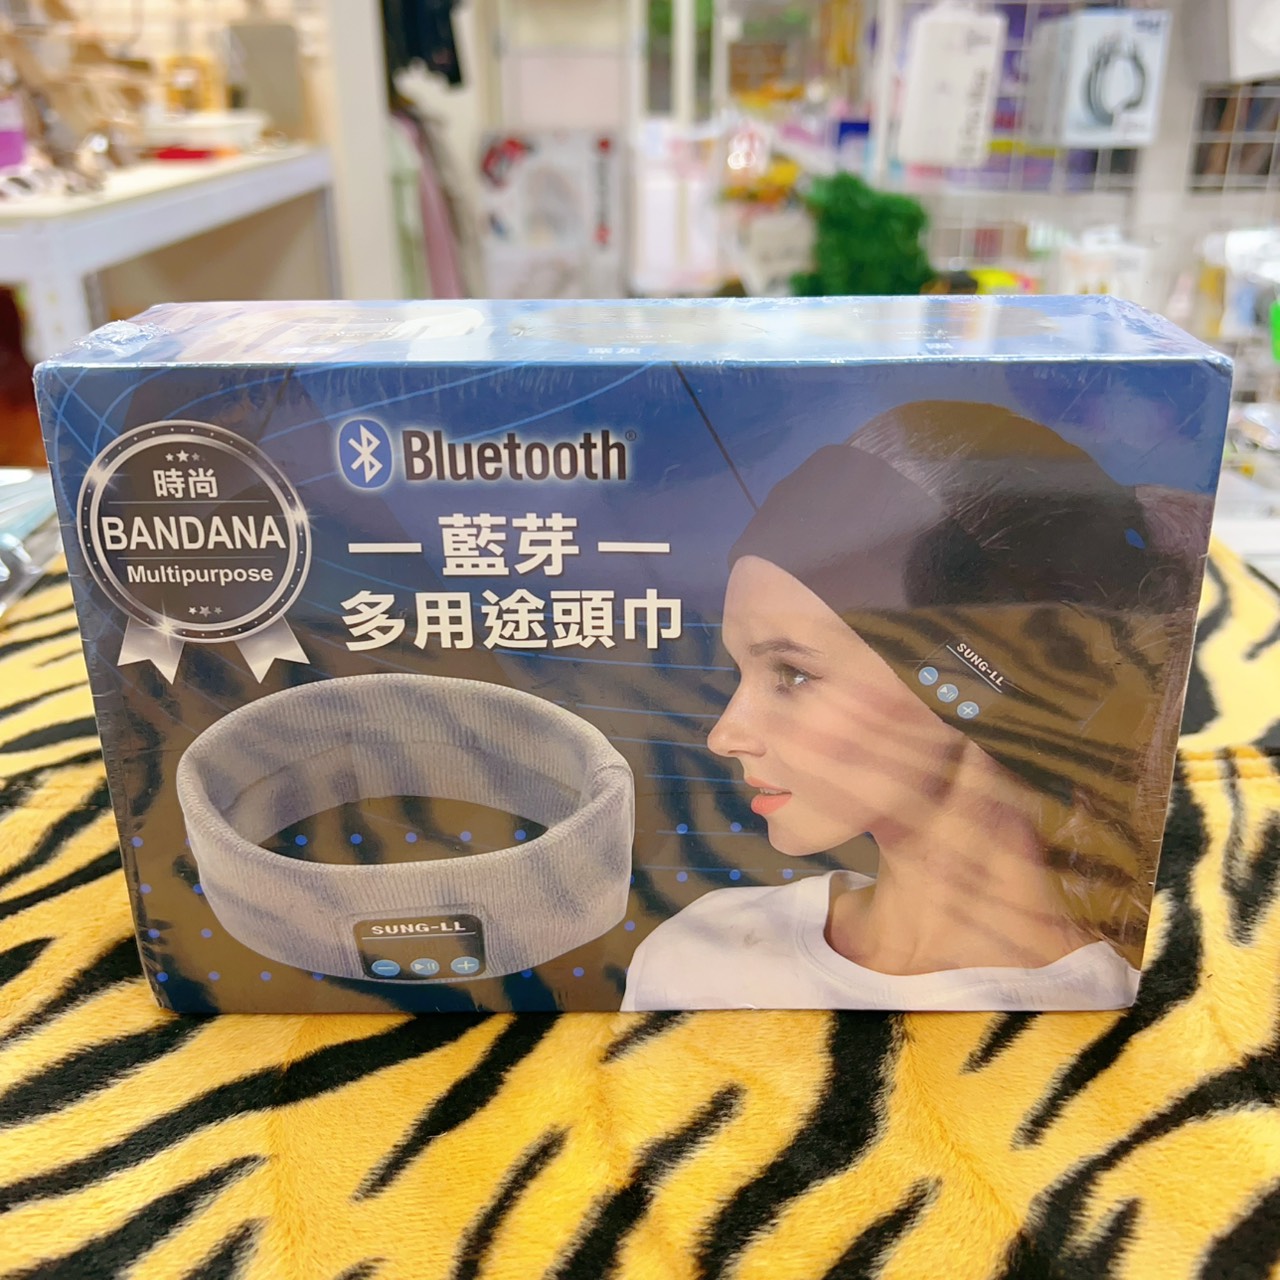 時尚
BANDANA
Multipurpose
Bluetooth®
藍芽
多用途頭巾
SUNG-LL
SUNG-LL